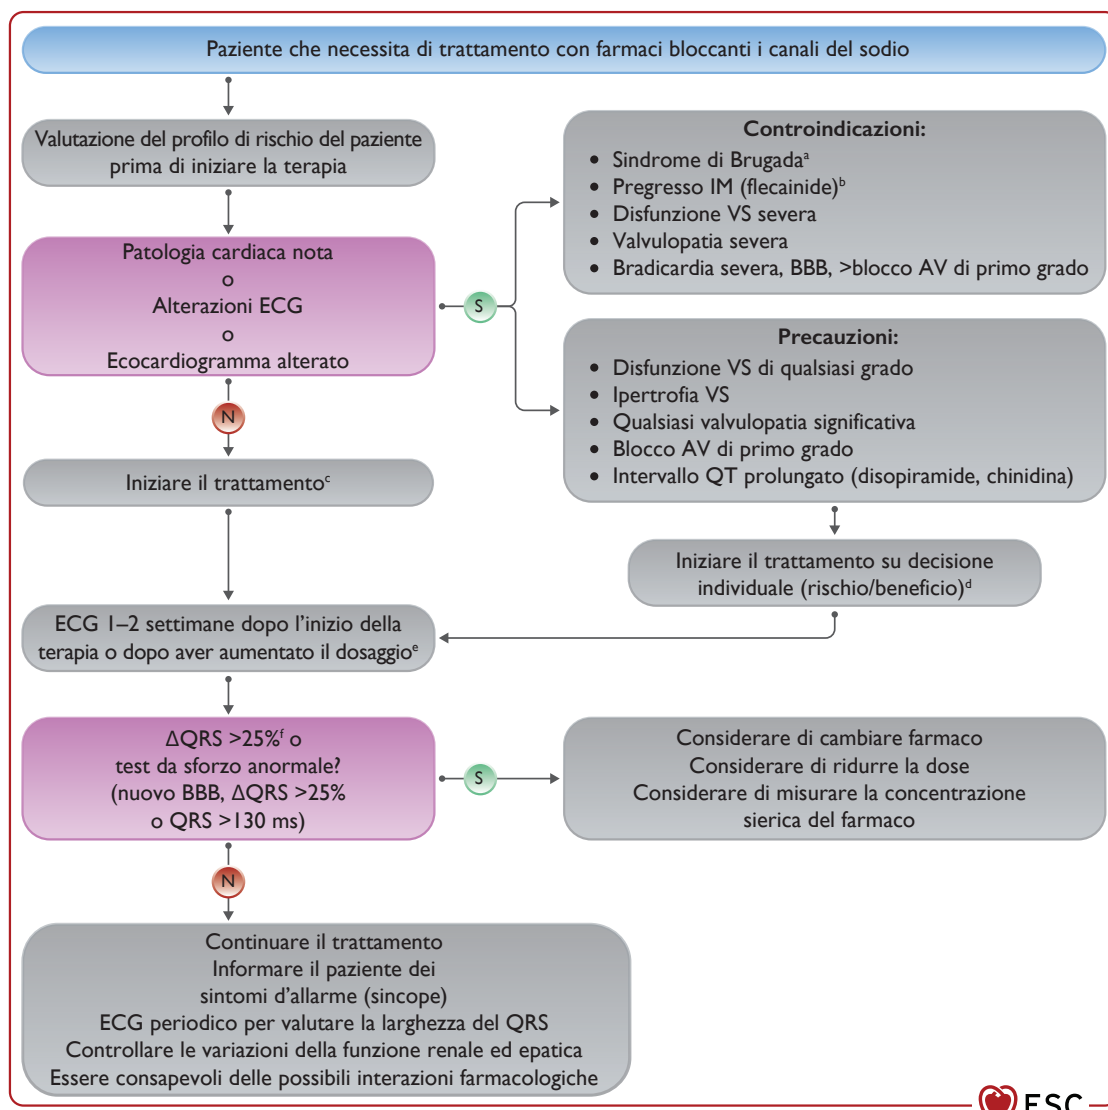 Paziente che necessita di trattamento con farmaci bloccanti i canali del sodio
Valutazione del profilo di rischio del paziente
prima di iniziare la terapia
Patologia cardiaca nota
o
Alterazioni ECG
o
Ecocardiogramma alterato
S
Controindicazioni:
• Sindrome di Brugadaᵃ
• Pregresso IM (flecainide)ᵇ
• Disfunzione VS severa
• Valvulopatia severa
• Bradicardia severa, BBB, >blocco AV di primo grado
Precauzioni:
• Disfunzione VS di qualsiasi grado
• Ipertrofia VS
• Qualsiasi valvulopatia significativa
• Blocco AV di primo grado
• Intervallo QT prolungato (disopiramide, chinidina)
N
Iniziare il trattamentoᶜ
Iniziare il trattamento su decisione
individuale (rischio/beneficio)ᵈ
ECG 1–2 settimane dopo l'inizio della
terapia o dopo aver aumentato il dosaggioᵉ
ΔQRS >25%ᶠ o
test da sforzo anormale?
(nuovo BBB, ΔQRS >25%
o QRS >130 ms)
S
Considerare di cambiare farmaco
Considerare di ridurre la dose
Considerare di misurare la concentrazione
sierica del farmaco
N
Continuare il trattamento
Informare il paziente dei
sintomi d'allarme (sincope)
ECG periodico per valutare la larghezza del QRS
Controllare le variazioni della funzione renale ed epatica
Essere consapevoli delle possibili interazioni farmacologiche
ESC